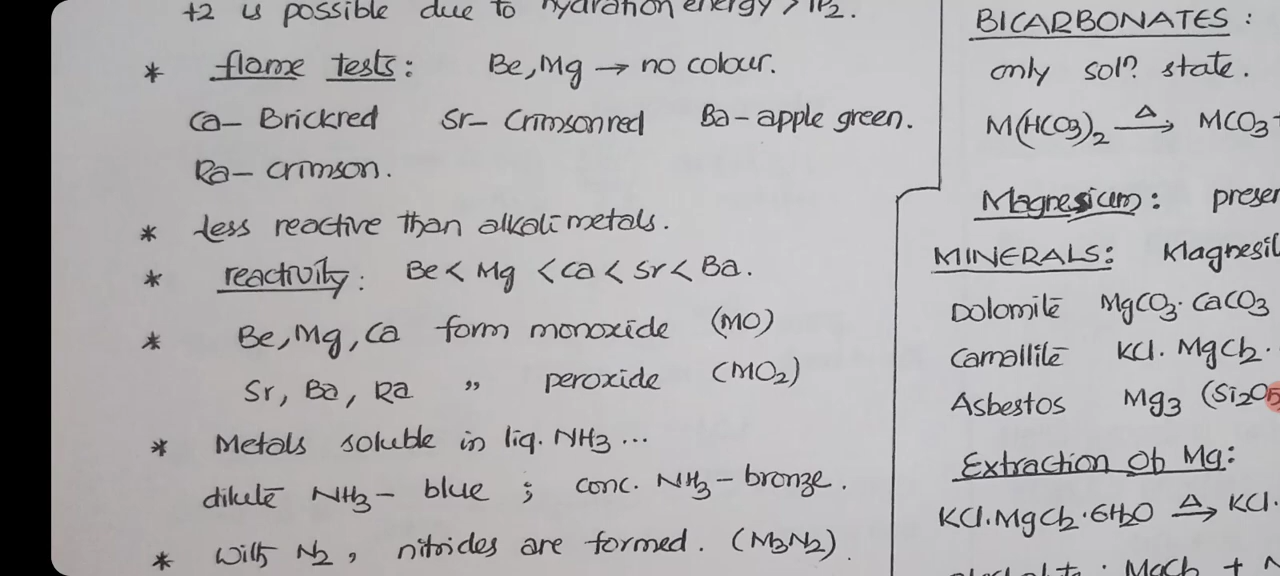 +2 is possible due to hydration energy > IP2.
* flame tests: Be, Mg → no colour.
Ca– Brickred Sr– Crimsonred Ba– apple green.
Ra– crimson.
* less reactive than alkali metals.
* reactivity: Be < Mg < Ca < Sr < Ba.
* Be, Mg, Ca form monoxide (MO)
Sr, Ba, Ra " peroxide (MO2)
* Metals soluble in liq. NH3 ...
dilute NH3 – blue ; conc. NH3 – bronze.
* With N2, nitrides are formed. (M3N2).
BICARBONATES:
only soln state.
M(HCO3)2 –Δ→ MCO3
Magnesium: presen
MINERALS: Magnesi
Dolomite MgCO3·CaCO3
Carnallite KCl. MgCl2.
Asbestos Mg3 (Si2O5
Extraction Of Mg:
KCl.MgCl2.6H2O –Δ→ KCl.
MgCl2 +